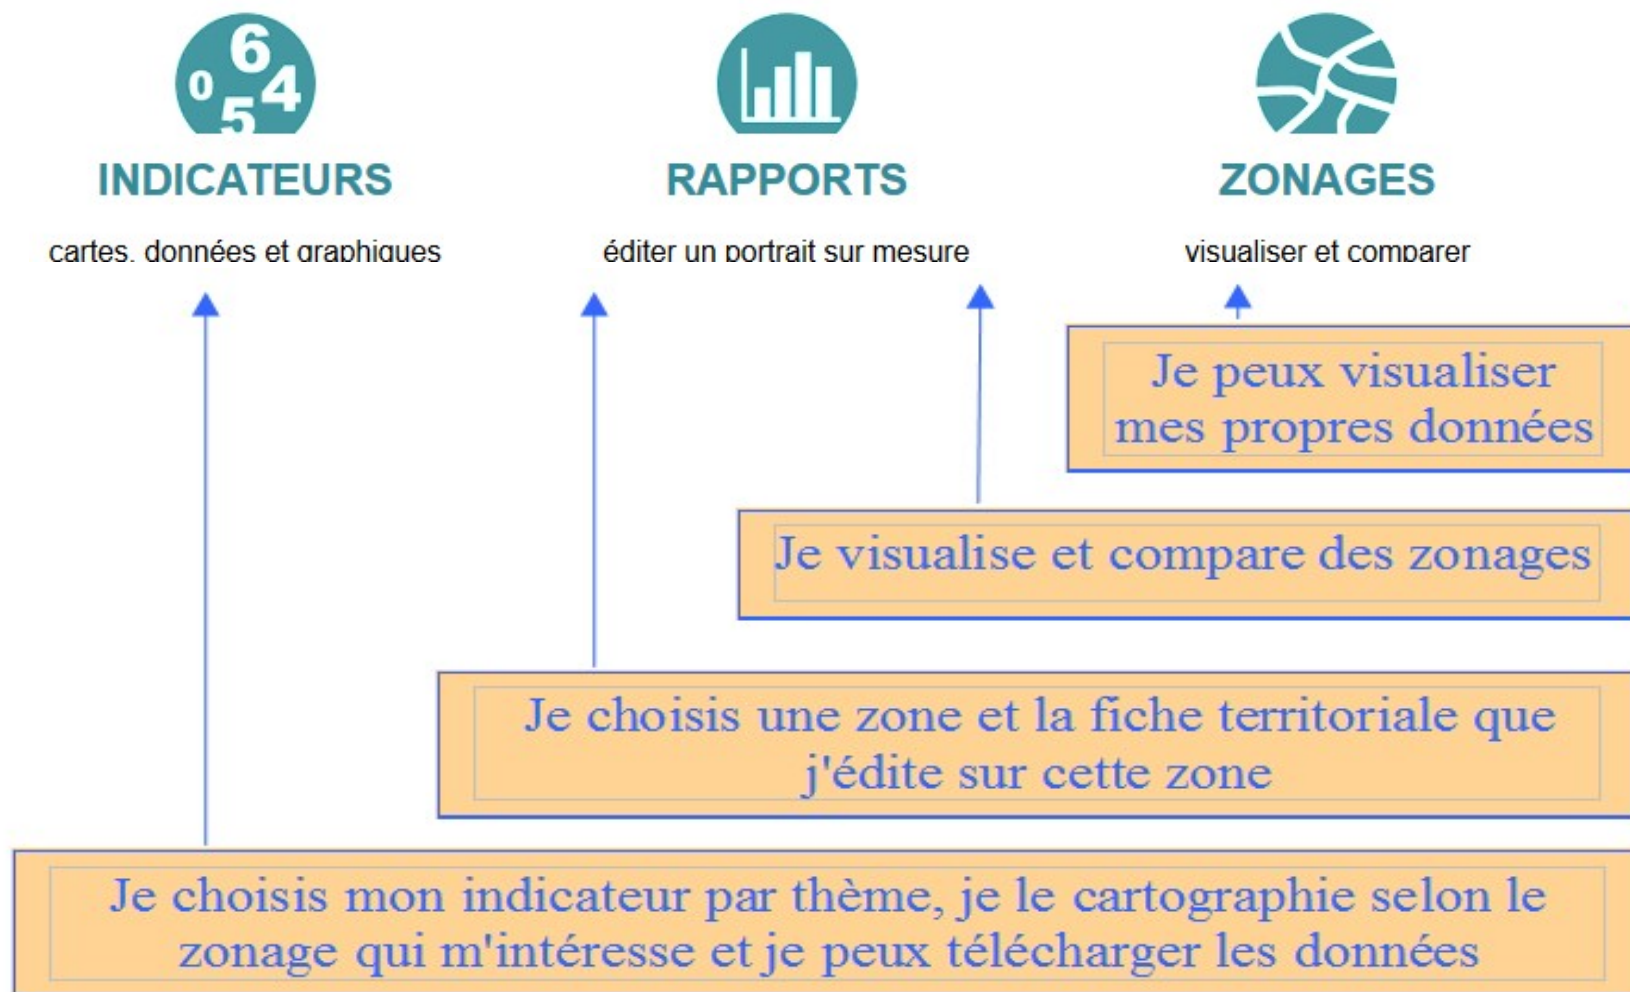 6
0 4
5
INDICATEURS
RAPPORTS
ZONAGES
cartes, données et graphiques
éditer un portrait sur mesure
visualiser et comparer
Je peux visualiser
mes propres données
Je visualise et compare des zonages
Je choisis une zone et la fiche territoriale que
j'édite sur cette zone
Je choisis mon indicateur par thème, je le cartographie selon le
zonage qui m'intéresse et je peux télécharger les données